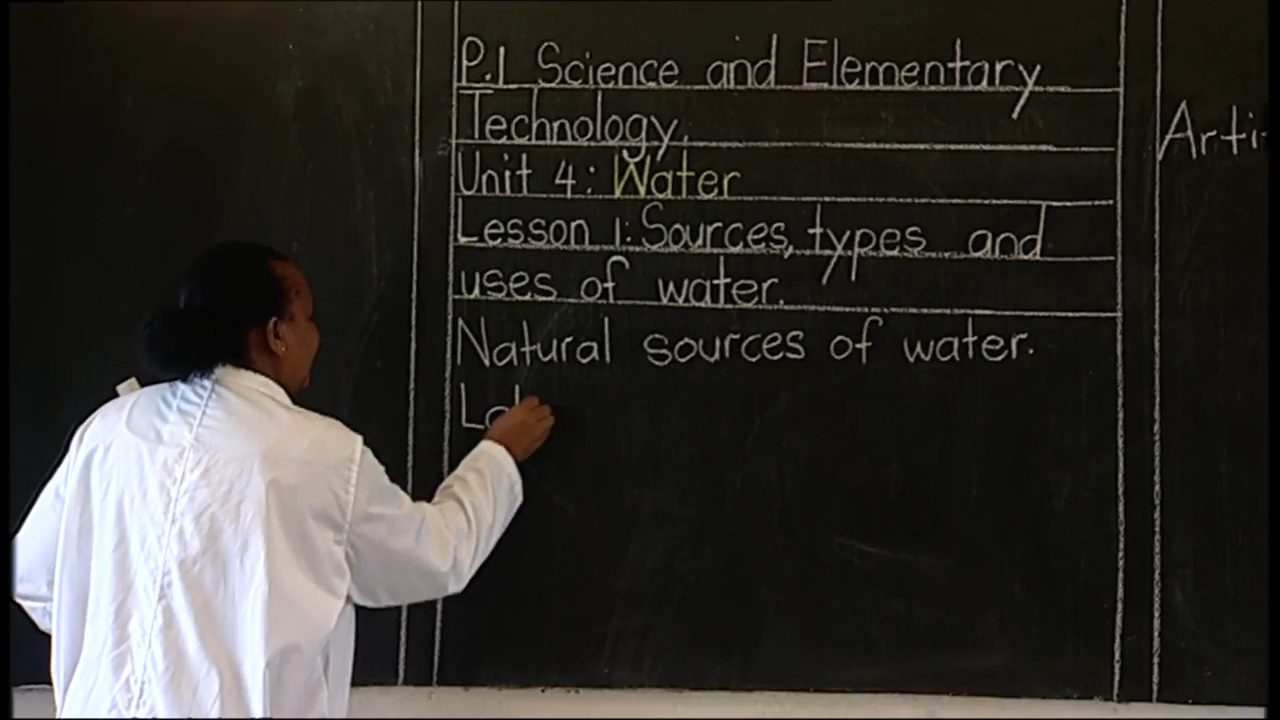 P.1 Science and Elementary
Technology.
Unit 4: Water
Lesson 1: Sources, types and
uses of water.
Natural sources of water.